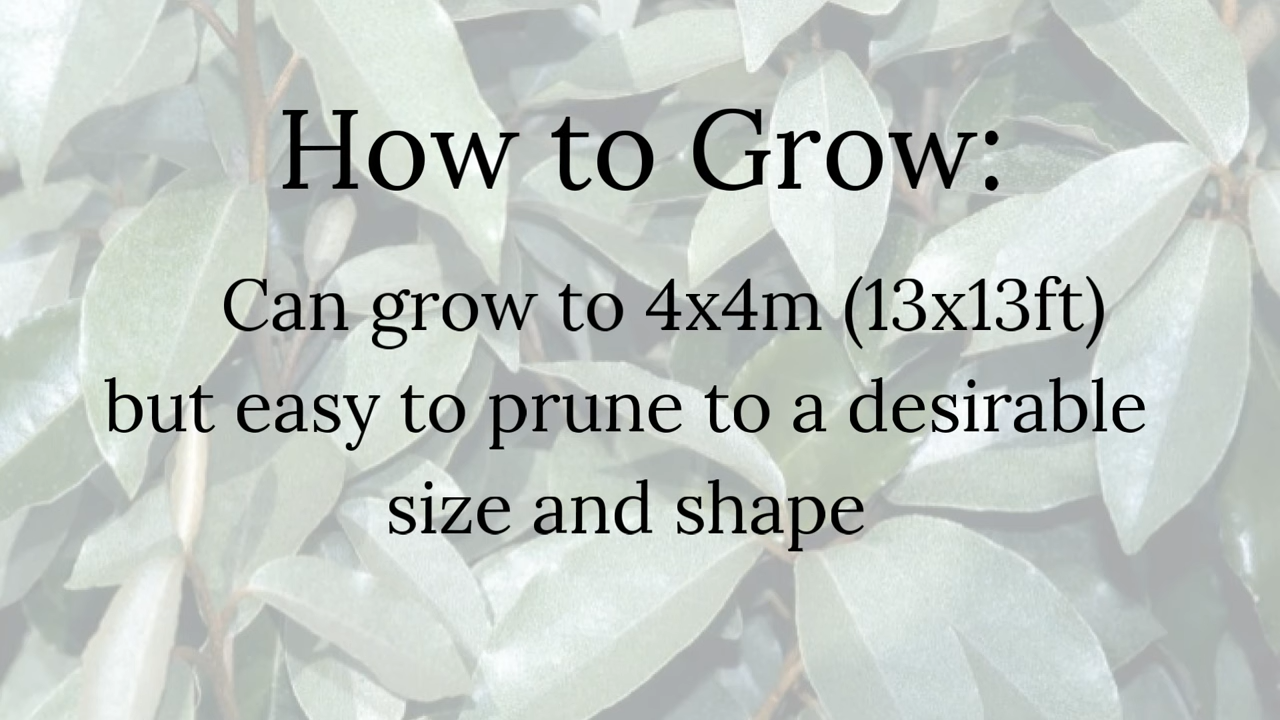 How to Grow:
Can grow to 4x4m (13x13ft)
but easy to prune to a desirable
size and shape